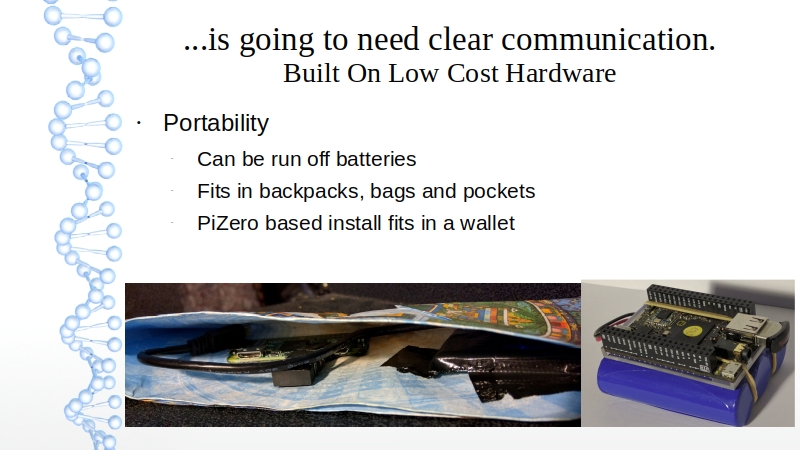 ...is going to need clear communication.
Built On Low Cost Hardware
Portability
Can be run off batteries
Fits in backpacks, bags and pockets
PiZero based install fits in a wallet